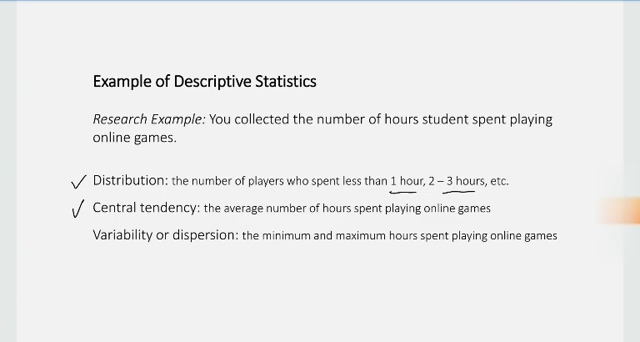 Example of Descriptive Statistics
Research Example: You collected the number of hours student spent playing
online games.
Distribution: the number of players who spent less than 1 hour, 2 – 3 hours, etc.
Central tendency: the average number of hours spent playing online games
Variability or dispersion: the minimum and maximum hours spent playing online games